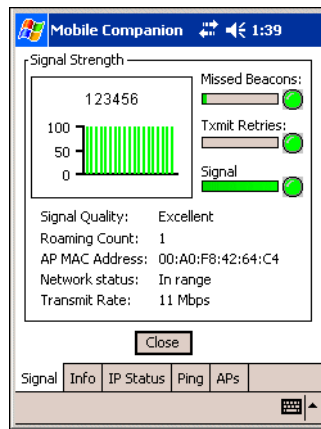 Mobile Companion 1:39
Signal Strength
Missed Beacons:
123456
Txmit Retries:
100
50
0
Signal
Signal Quality: Excellent
Roaming Count: 1
AP MAC Address: 00:A0:F8:42:64:C4
Network status: In range
Transmit Rate: 11 Mbps
Close
Signal Info IP Status Ping APs